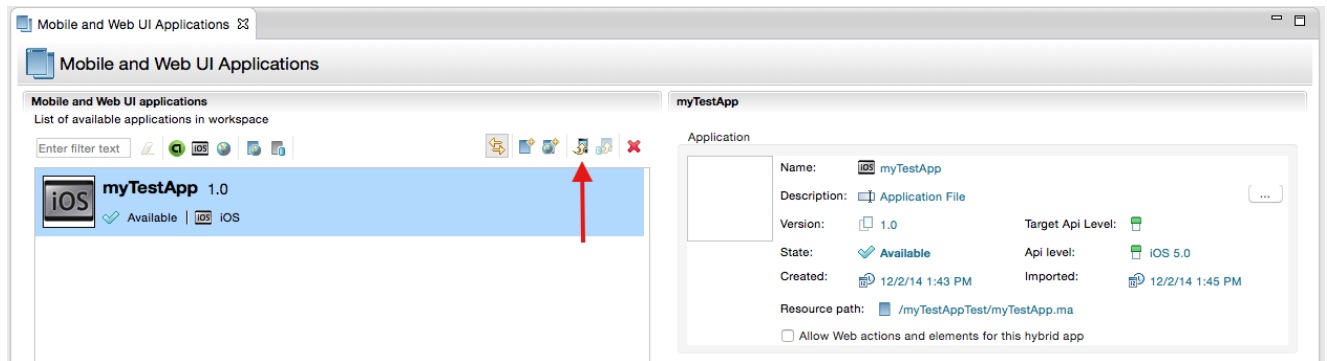 Mobile and Web UI Applications
Mobile and Web UI Applications
Mobile and Web UI applications
List of available applications in workspace
Enter filter text
iOS
iOS
myTestApp 1.0
Available | iOS iOS
myTestApp
Application
Name: iOS myTestApp
Description: Application File
...
Version: 1.0
Target Api Level:
State: Available
Api level: iOS 5.0
Created: 12/2/14 1:43 PM
Imported: 12/2/14 1:45 PM
Resource path: /myTestAppTest/myTestApp.ma
Allow Web actions and elements for this hybrid app